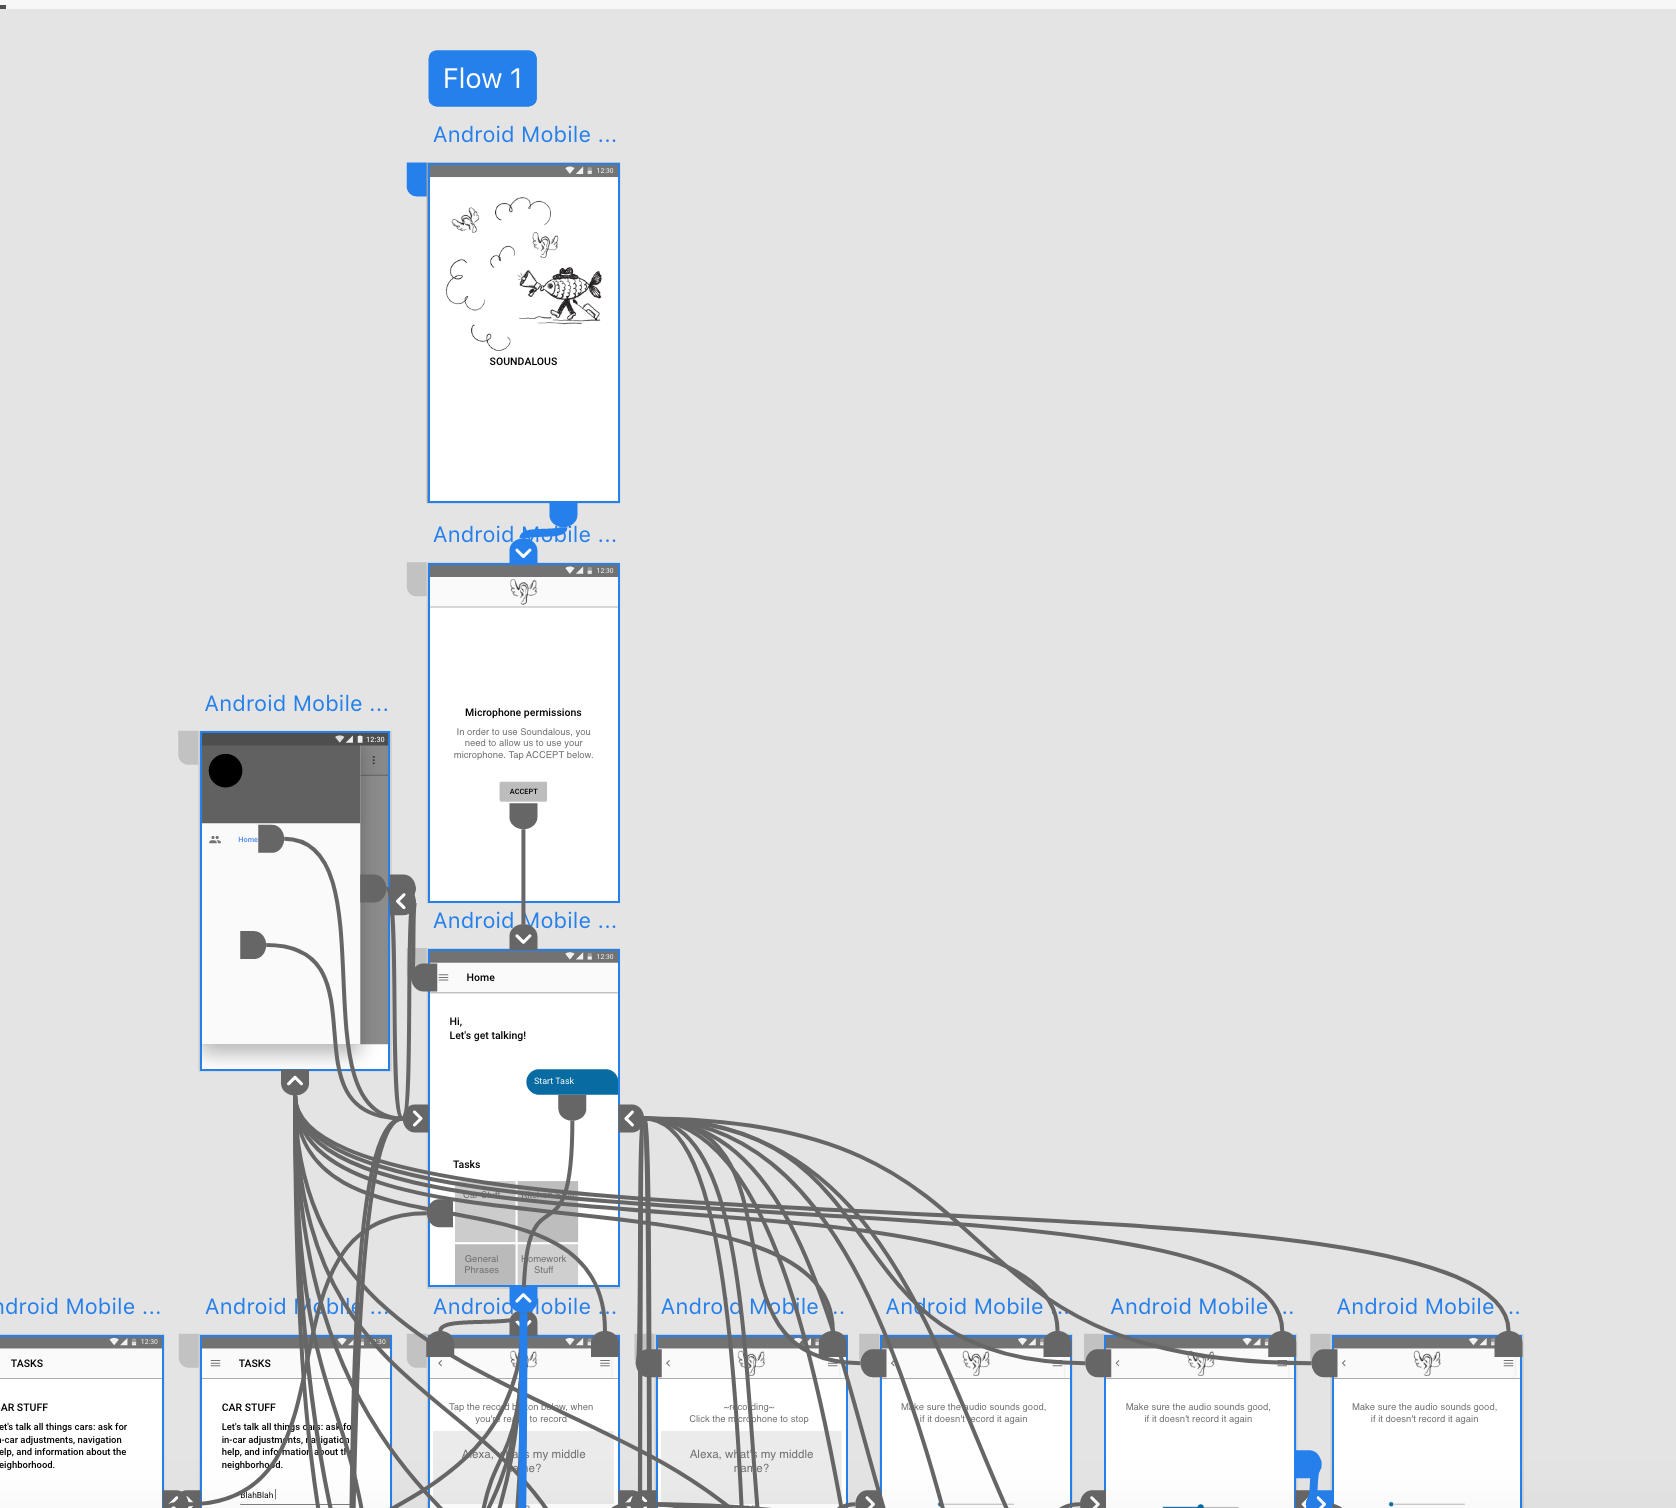 Flow 1
Android Mobile ...
12:30
SOUNDALOUS
Android Mobile ...
12:30
Microphone permissions
In order to use Soundalous, you
need to allow us to use your
microphone. Tap ACCEPT below.
ACCEPT
Android Mobile ...
12:30
Home
Android Mobile ...
12:30
Home
Hi,
Let's get talking!
Start Task
Tasks
Car Stuff
General
Phrases
Homework
Stuff
ndroid Mobile ...
12:30
TASKS
AR STUFF
et's talk all things cars: ask for
-car adjustments, navigation
elp, and information about the
eighborhood.
Android Mobile ...
12:30
TASKS
CAR STUFF
Let's talk all things cars: ask for
in-car adjustments, navigation
help, and information about the
neighborhood.
BlahBlah
Android Mobile ...
Tap the record button below, when
you're ready to record
Alexa, what's my middle
name?
Android Mobile ...
~recording~
Click the microphone to stop
Alexa, what's my middle
name?
Android Mobile ...
Make sure the audio sounds good,
if it doesn't record it again
Android Mobile ...
Make sure the audio sounds good,
if it doesn't record it again
Android Mobile ...
Make sure the audio sounds good,
if it doesn't record it again